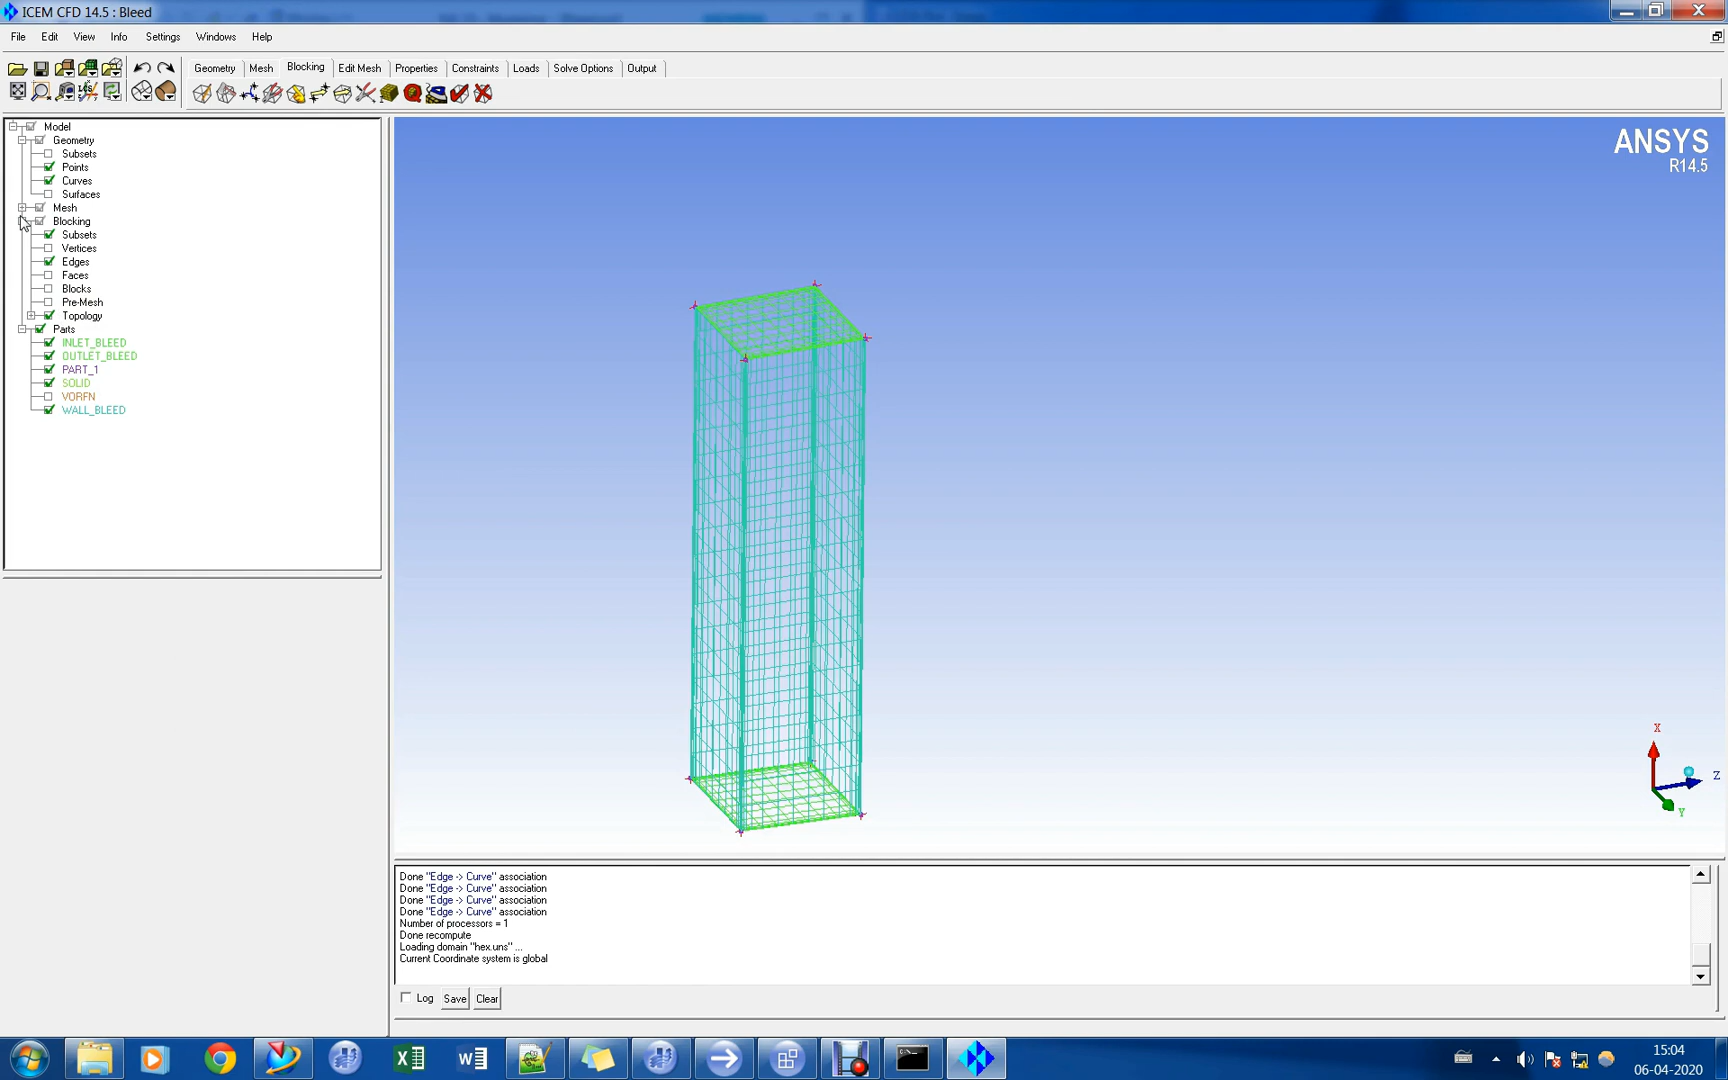 ICEM CFD 14.5 : Bleed
File Edit View Info Settings Windows Help
Geometry Mesh Blocking Edit Mesh Properties Constraints Loads Solve Options Output
LCS
Model
Geometry
Subsets
Points
Curves
Surfaces
Mesh
Blocking
Subsets
Vertices
Edges
Faces
Blocks
Pre-Mesh
Topology
Parts
INLET_BLEED
OUTLET_BLEED
PART_1
SOLID
VORFN
WALL_BLEED
ANSYS
R14.5
X
Z
Y
Done "Edge -> Curve" association
Done "Edge -> Curve" association
Done "Edge -> Curve" association
Done "Edge -> Curve" association
Number of processors = 1
Done recompute
Loading domain "hex.uns" ...
Current Coordinate system is global
Log Save Clear
15:04
06-04-2020